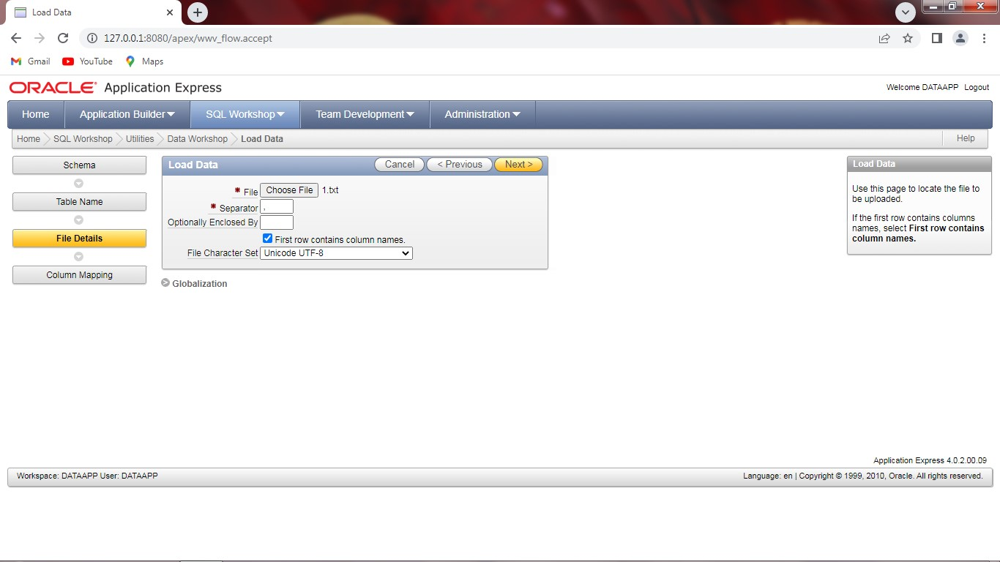 Load Data
127.0.0.1:8080/apex/wwv_flow.accept
Gmail YouTube Maps
ORACLE Application Express
Welcome DATAAPP Logout
Home Application Builder SQL Workshop Team Development Administration
Home SQL Workshop Utilities Data Workshop Load Data Help
Schema
Table Name
File Details
Column Mapping
Load Data Cancel < Previous Next >
* File Choose File 1.txt
* Separator ,
Optionally Enclosed By
First row contains column names.
File Character Set Unicode UTF-8
Globalization
Load Data
Use this page to locate the file to
be uploaded.
If the first row contains columns
names, select First row contains
column names.
Application Express 4.0.2.00.09
Workspace: DATAAPP User: DATAAPP
Language: en | Copyright © 1999, 2010, Oracle. All rights reserved.